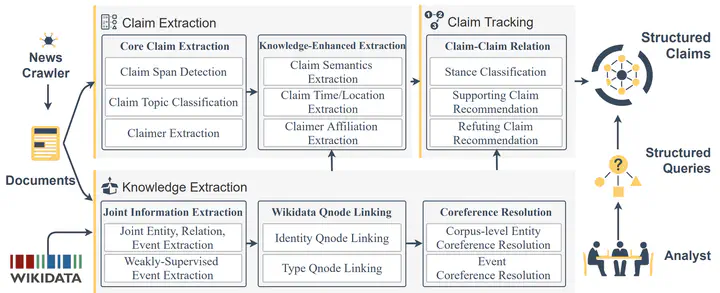 News
Crawler
Documents
WIKIDATA
Claim Extraction
Core Claim Extraction
Claim Span Detection
Claim Topic Classification
Claimer Extraction
Knowledge-Enhanced Extraction
Claim Semantics
Extraction
Claim Time/Location
Extraction
Claimer Affiliation
Extraction
1
2
3
Claim Tracking
Claim-Claim Relation
Stance Classification
Supporting Claim
Recommendation
Refuting Claim
Recommendation
Knowledge Extraction
Joint Information Extraction
Joint Entity, Relation,
Event Extraction
Weakly-Supervised
Event Extraction
Wikidata Qnode Linking
Identity Qnode Linking
Type Qnode Linking
Coreference Resolution
Corpus-level Entity
Coreference Resolution
Event
Coreference Resolution
Structured
Claims
?
Structured
Queries
Analyst